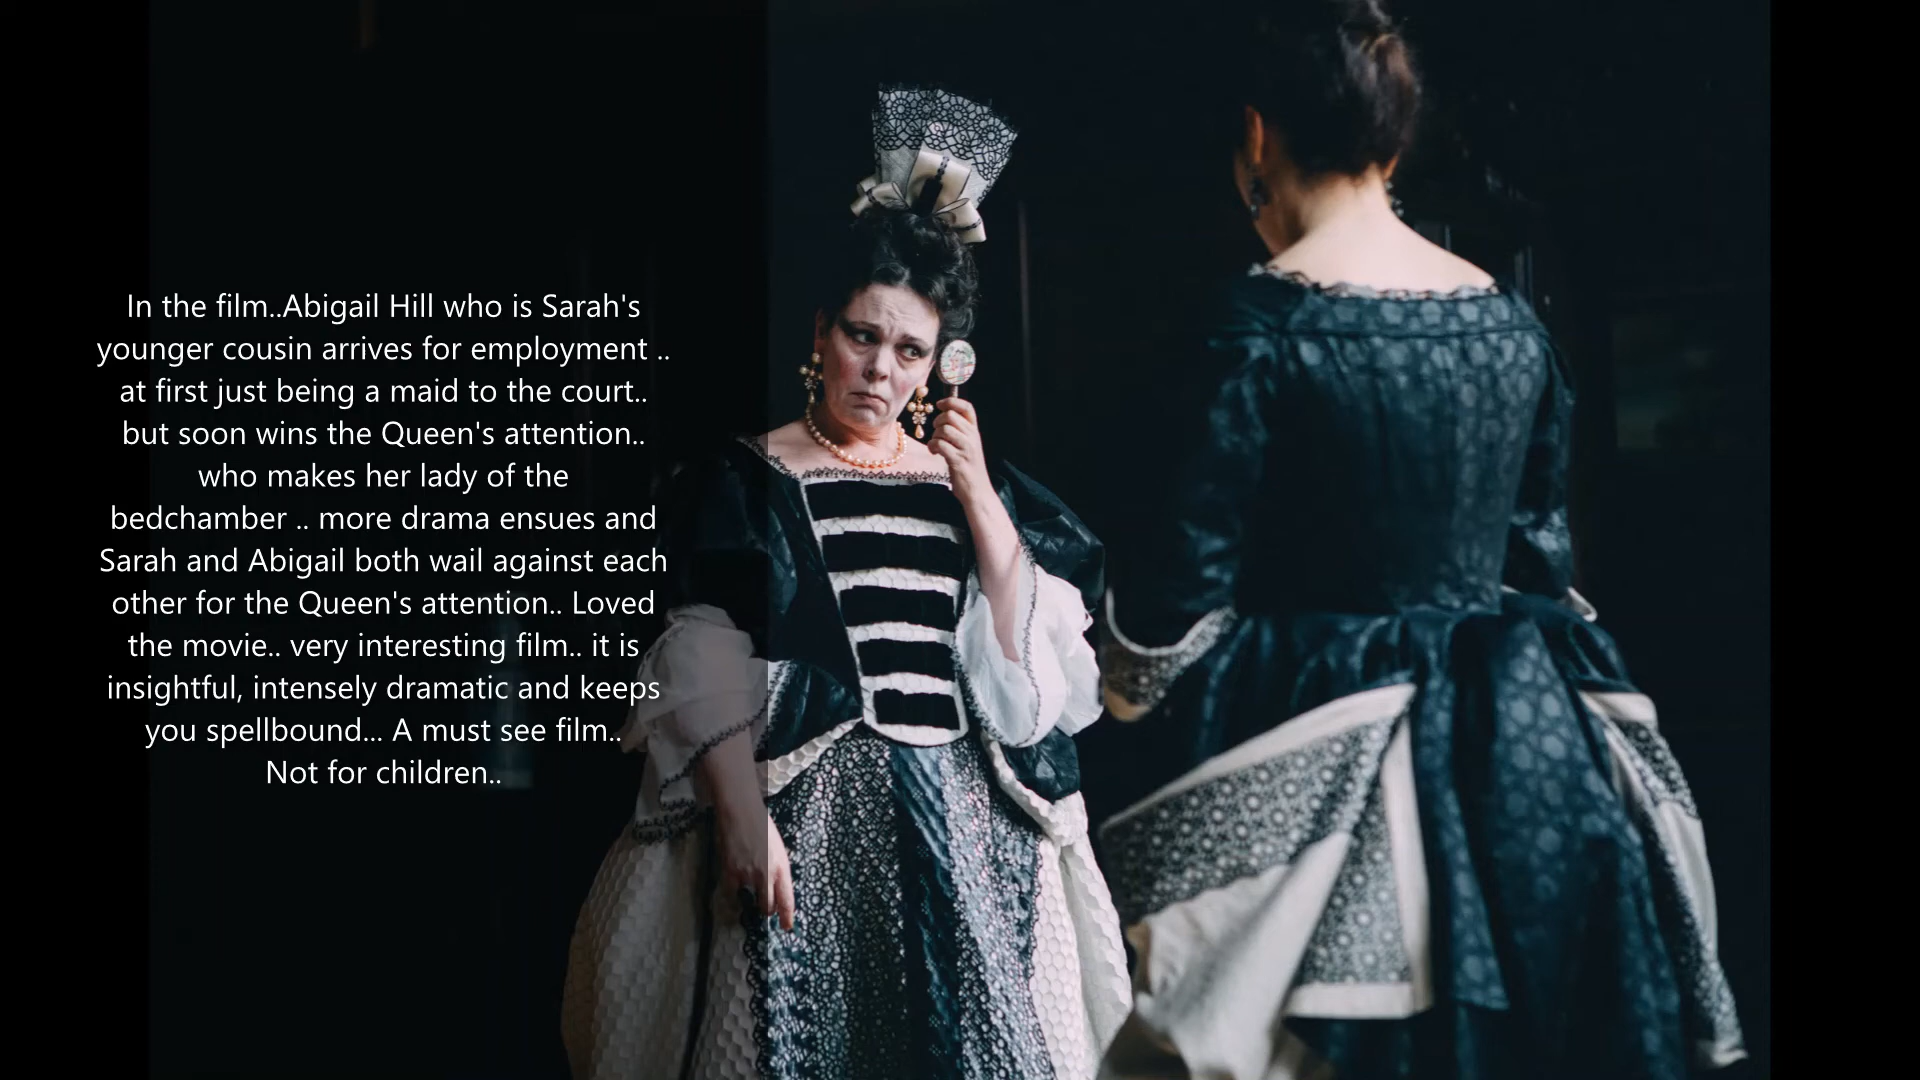 In the film..Abigail Hill who is Sarah's
younger cousin arrives for employment ..
at first just being a maid to the court..
but soon wins the Queen's attention..
who makes her lady of the
bedchamber .. more drama ensues and
Sarah and Abigail both wail against each
other for the Queen's attention.. Loved
the movie.. very interesting film.. it is
insightful, intensely dramatic and keeps
you spellbound... A must see film..
Not for children..